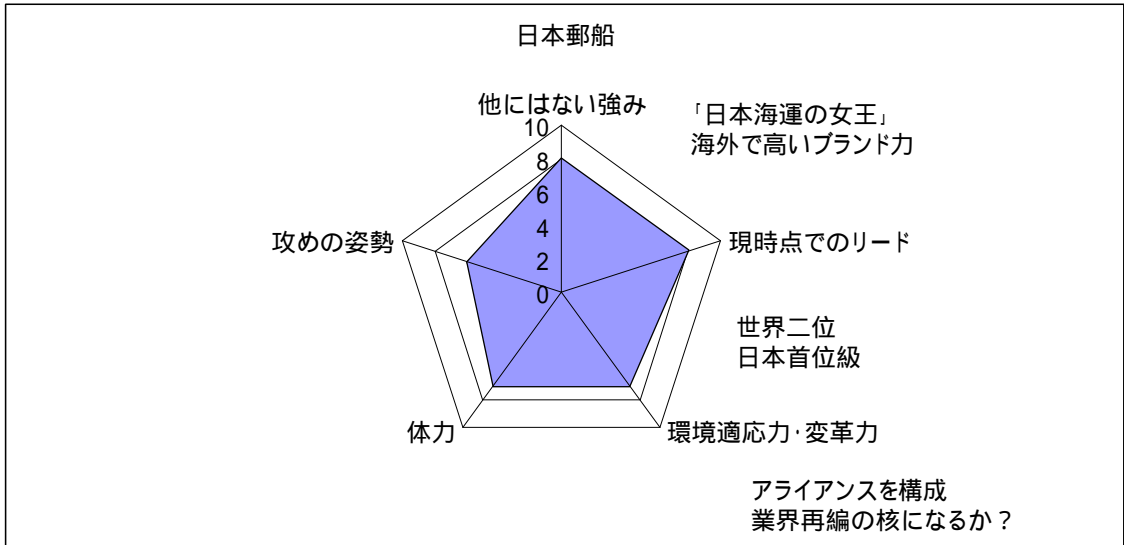 日本郵船
他にはない強み
「日本海運の女王」
海外で高いブランド力
10
8
6
4
2
0
攻めの姿勢
現時点でのリード
世界二位
日本首位級
体力
環境適応力・変革力
アライアンスを構成
業界再編の核になるか？